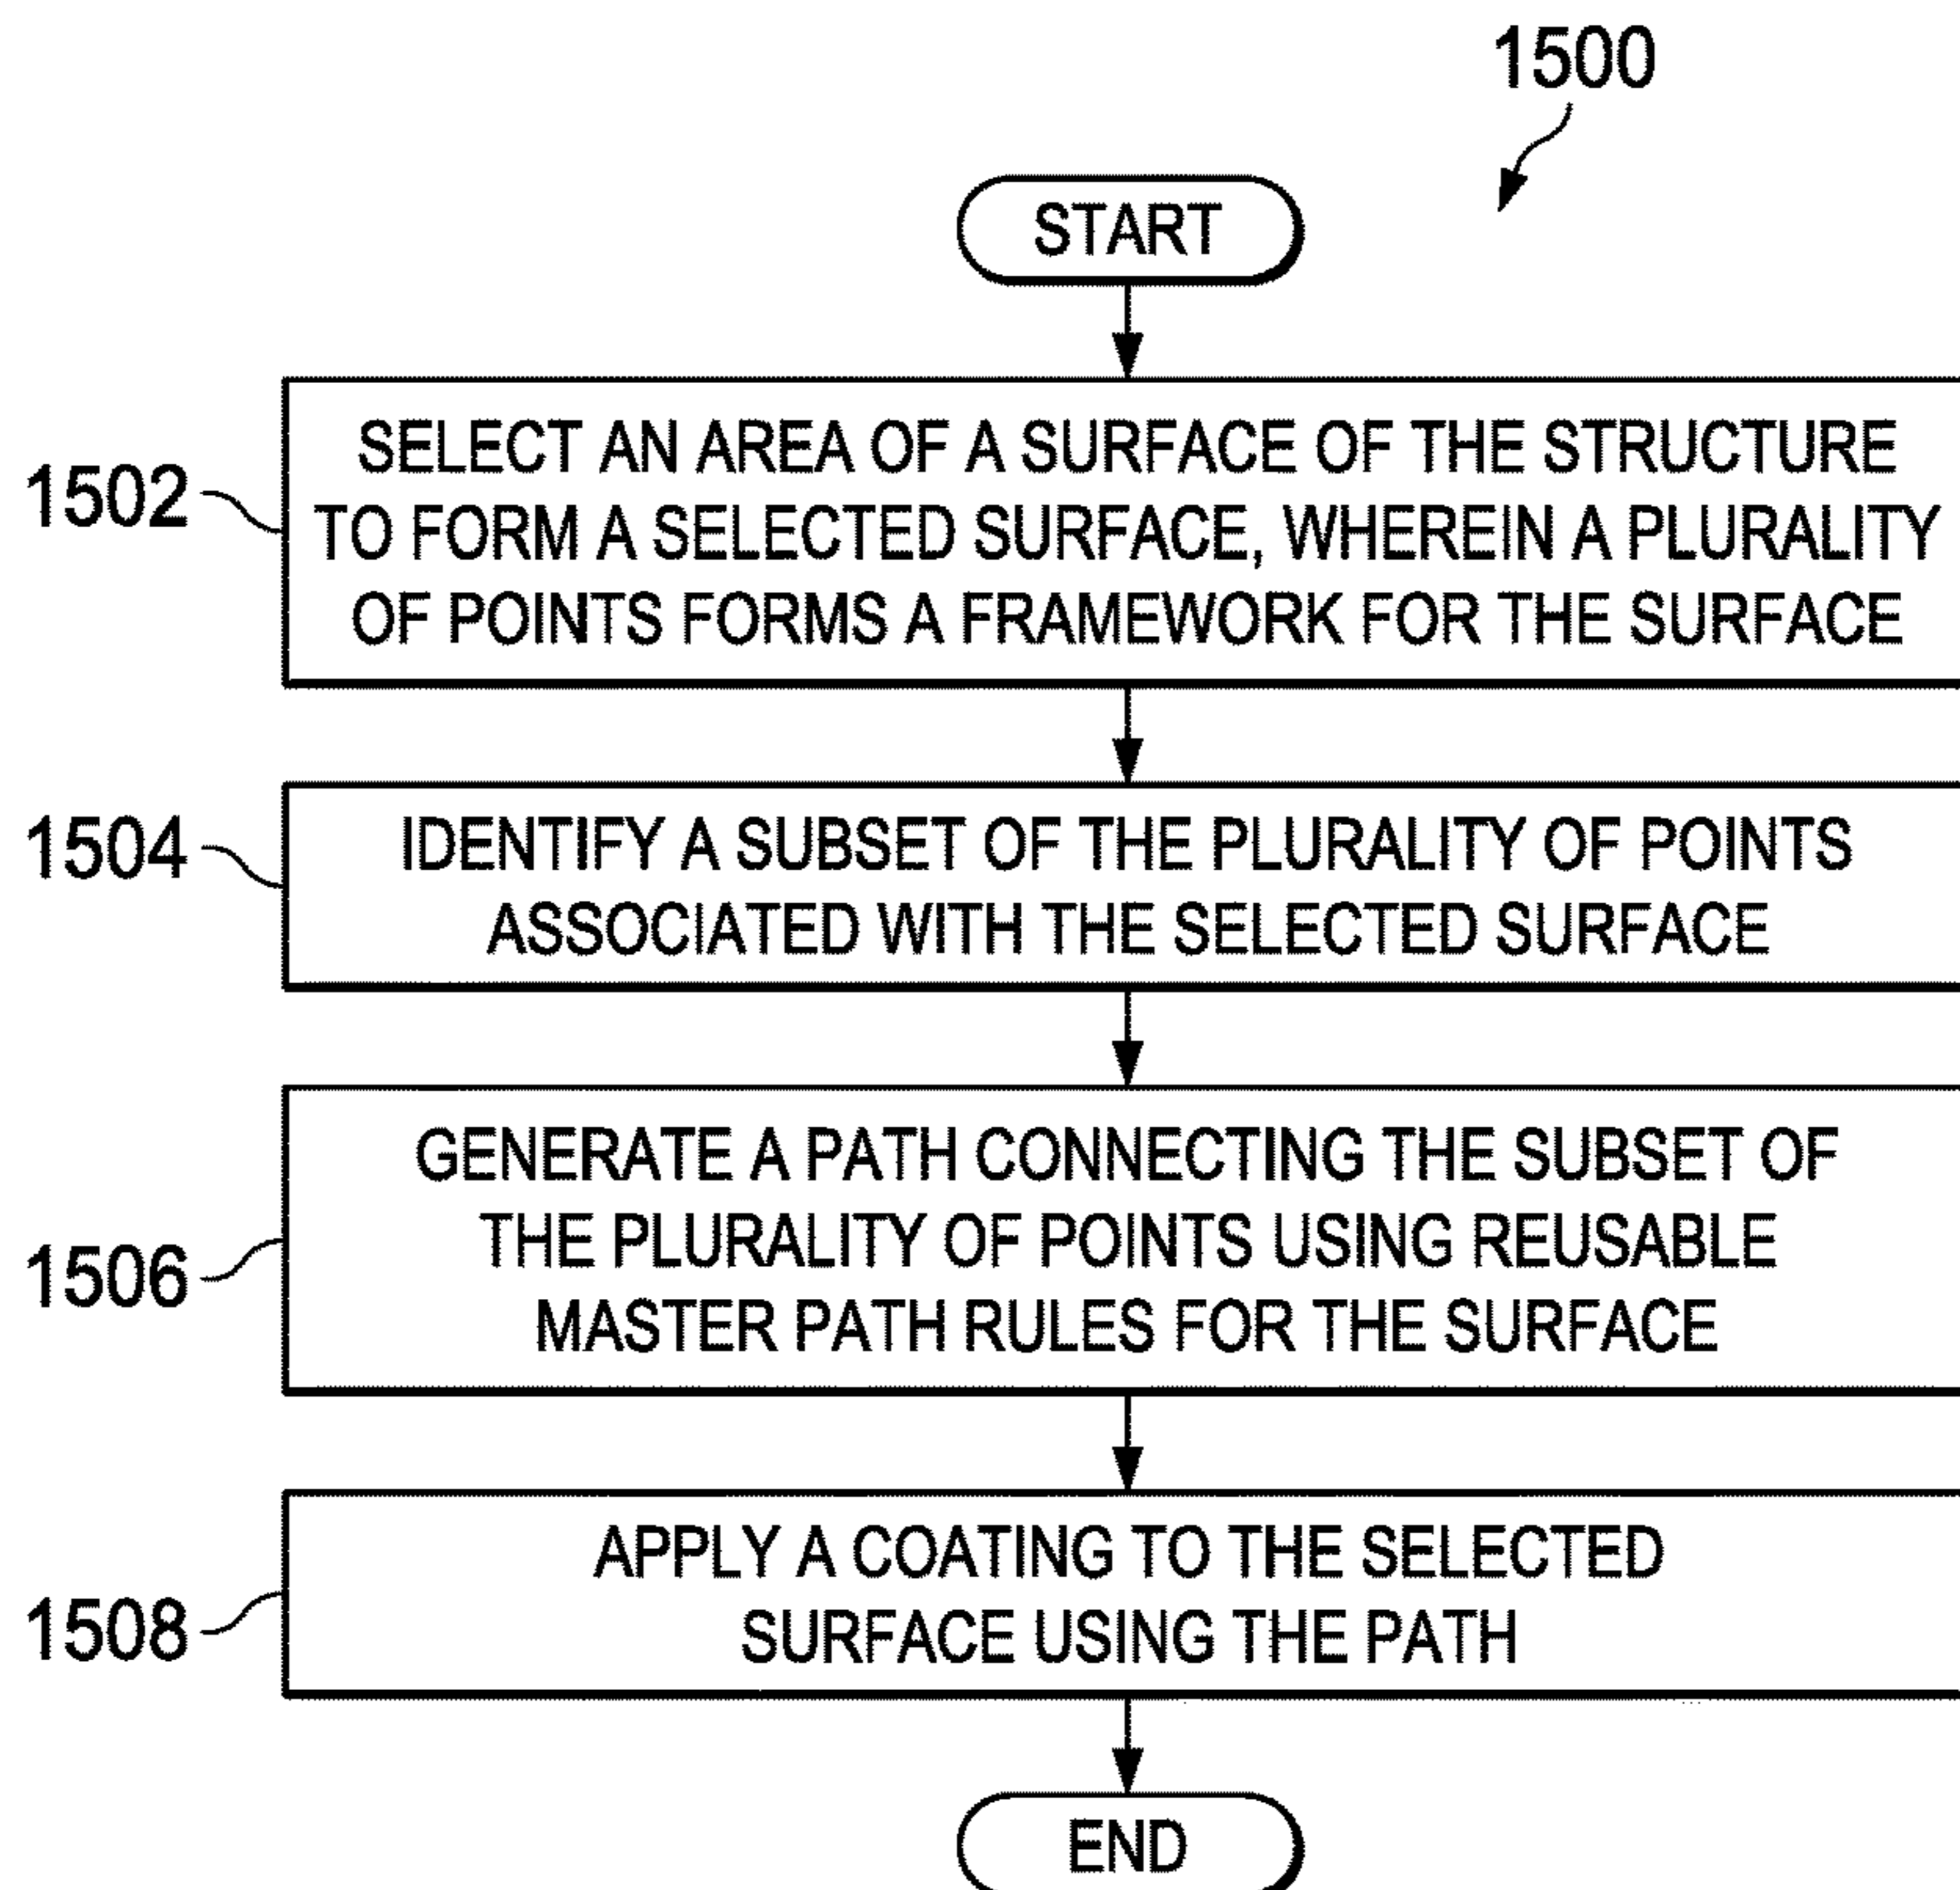 1500
START
1502
SELECT AN AREA OF A SURFACE OF THE STRUCTURE
TO FORM A SELECTED SURFACE, WHEREIN A PLURALITY
OF POINTS FORMS A FRAMEWORK FOR THE SURFACE
1504
IDENTIFY A SUBSET OF THE PLURALITY OF POINTS
ASSOCIATED WITH THE SELECTED SURFACE
1506
GENERATE A PATH CONNECTING THE SUBSET OF
THE PLURALITY OF POINTS USING REUSABLE
MASTER PATH RULES FOR THE SURFACE
1508
APPLY A COATING TO THE SELECTED
SURFACE USING THE PATH
END